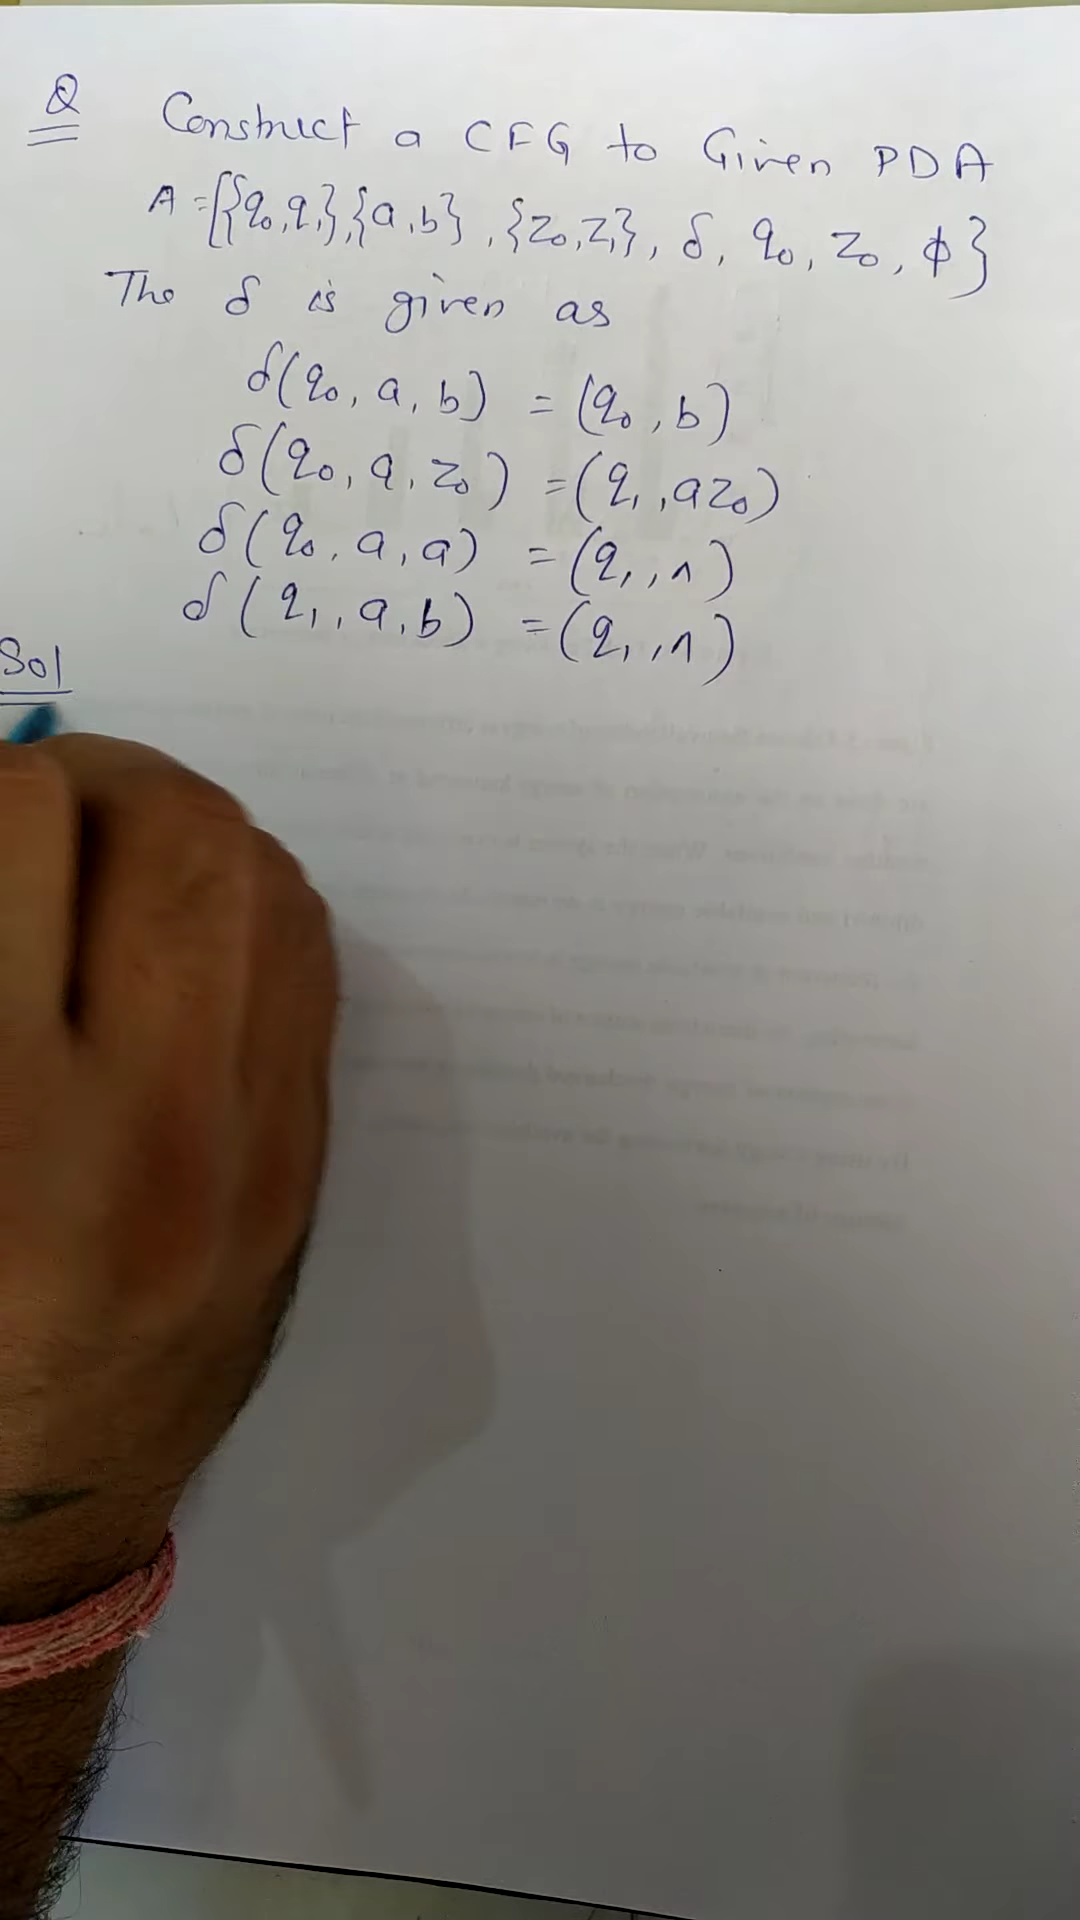 Q Construct a CFG to Given PDA
A = [{q₀,q₁},{a,b},{z₀,z₁}, δ, q₀, z₀, ϕ}
The δ is given as
δ(q₀, a, b) = (q₀, b)
δ(q₀, a, z₀) = (q₁, az₀)
δ(q₀, a, a) = (q₁, ʌ)
δ(q₁, a, b) = (q₁, ʌ)
Sol